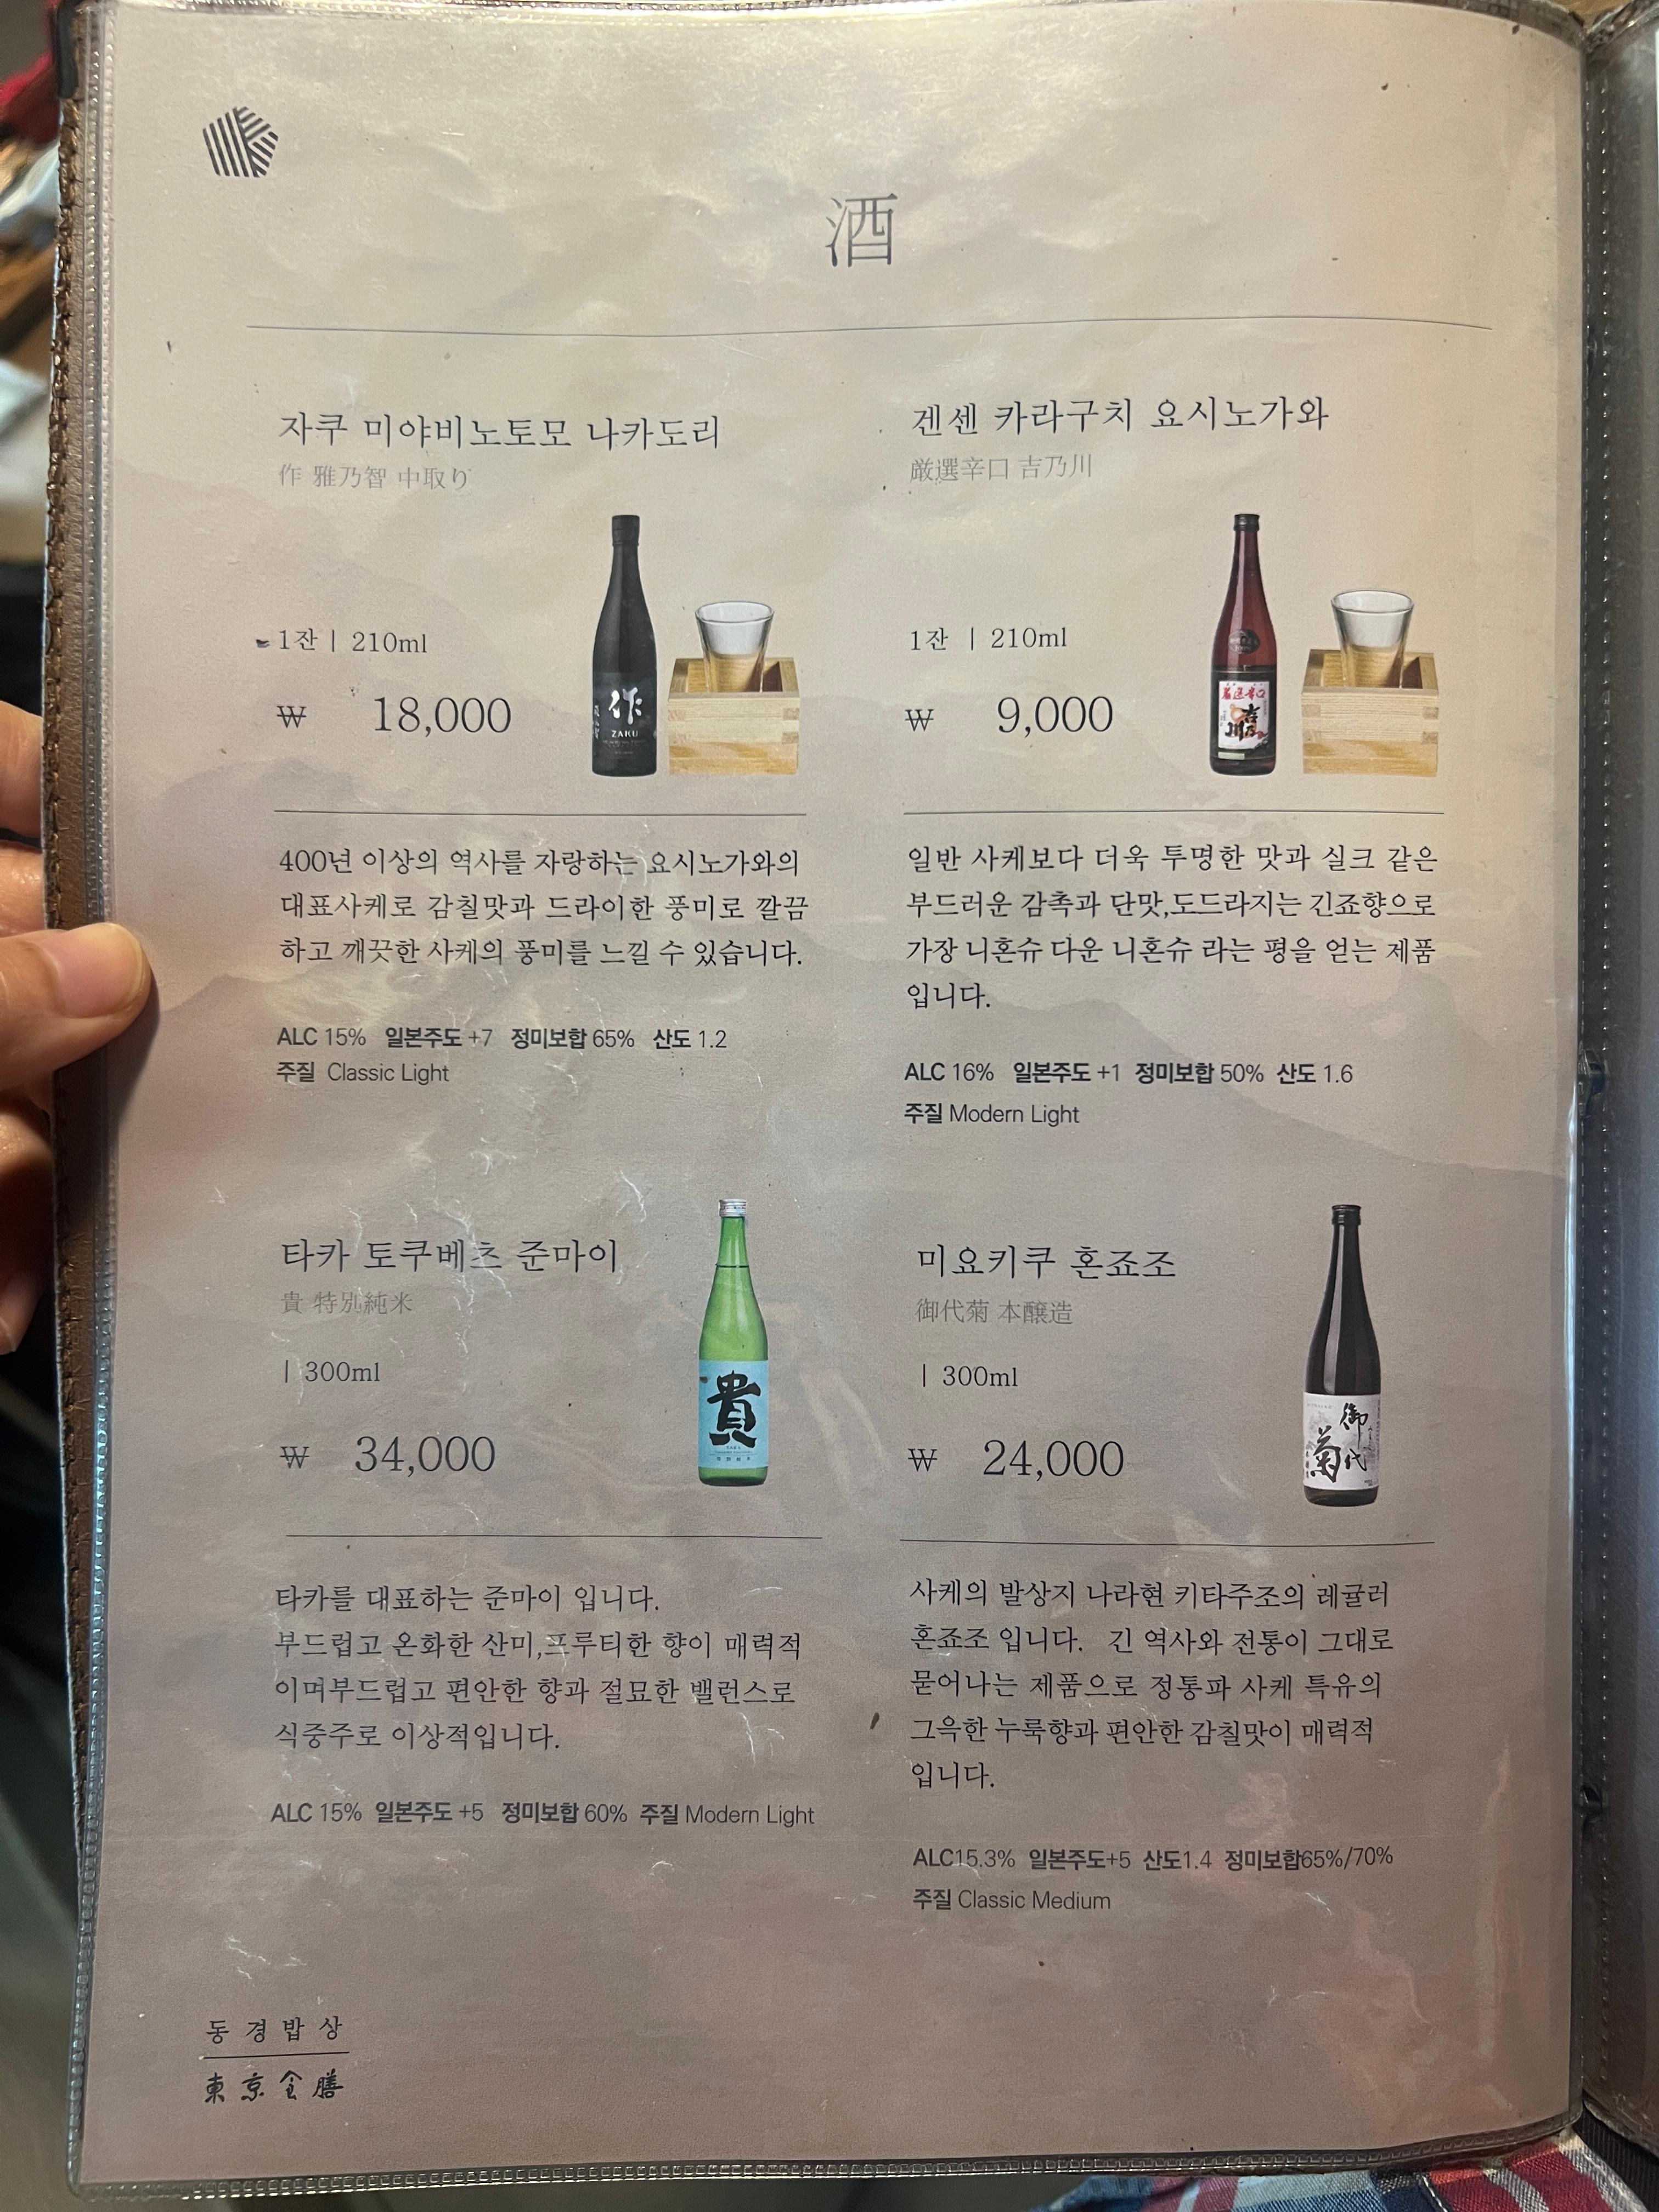 酒
자쿠 미야비노토모 나카도리
作 雅乃智 中取り
1잔 | 210ml
₩ 18,000
作
ZAKU
400년 이상의 역사를 자랑하는 요시노가와의
대표사케로 감칠맛과 드라이한 풍미로 깔끔
하고 깨끗한 사케의 풍미를 느낄 수 있습니다.
ALC 15% 일본주도 +7 정미보합 65% 산도 1.2
주질 Classic Light
겐센 카라구치 요시노가와
厳選辛口 吉乃川
1잔 | 210ml
₩ 9,000
厳選辛口
吉乃川
일반 사케보다 더욱 투명한 맛과 실크 같은
부드러운 감촉과 단맛,도드라지는 긴죠향으로
가장 니혼슈 다운 니혼슈 라는 평을 얻는 제품
입니다.
ALC 16% 일본주도 +1 정미보합 50% 산도 1.6
주질 Modern Light
타카 토쿠베츠 준마이
貴 特別純米
| 300ml
₩ 34,000
貴
타카를 대표하는 준마이 입니다.
부드럽고 온화한 산미,프루티한 향이 매력적
이며부드럽고 편안한 향과 절묘한 밸런스로
식중주로 이상적입니다.
ALC 15% 일본주도 +5 정미보합 60% 주질 Modern Light
미요키쿠 혼죠조
御代菊 本醸造
| 300ml
₩ 24,000
御代
菊
사케의 발상지 나라현 키타주조의 레귤러
혼죠조 입니다. 긴 역사와 전통이 그대로
묻어나는 제품으로 정통파 사케 특유의
그윽한 누룩향과 편안한 감칠맛이 매력적
입니다.
ALC15.3% 일본주도+5 산도1.4 정미보합65%/70%
주질 Classic Medium
동경밥상
東京食膳